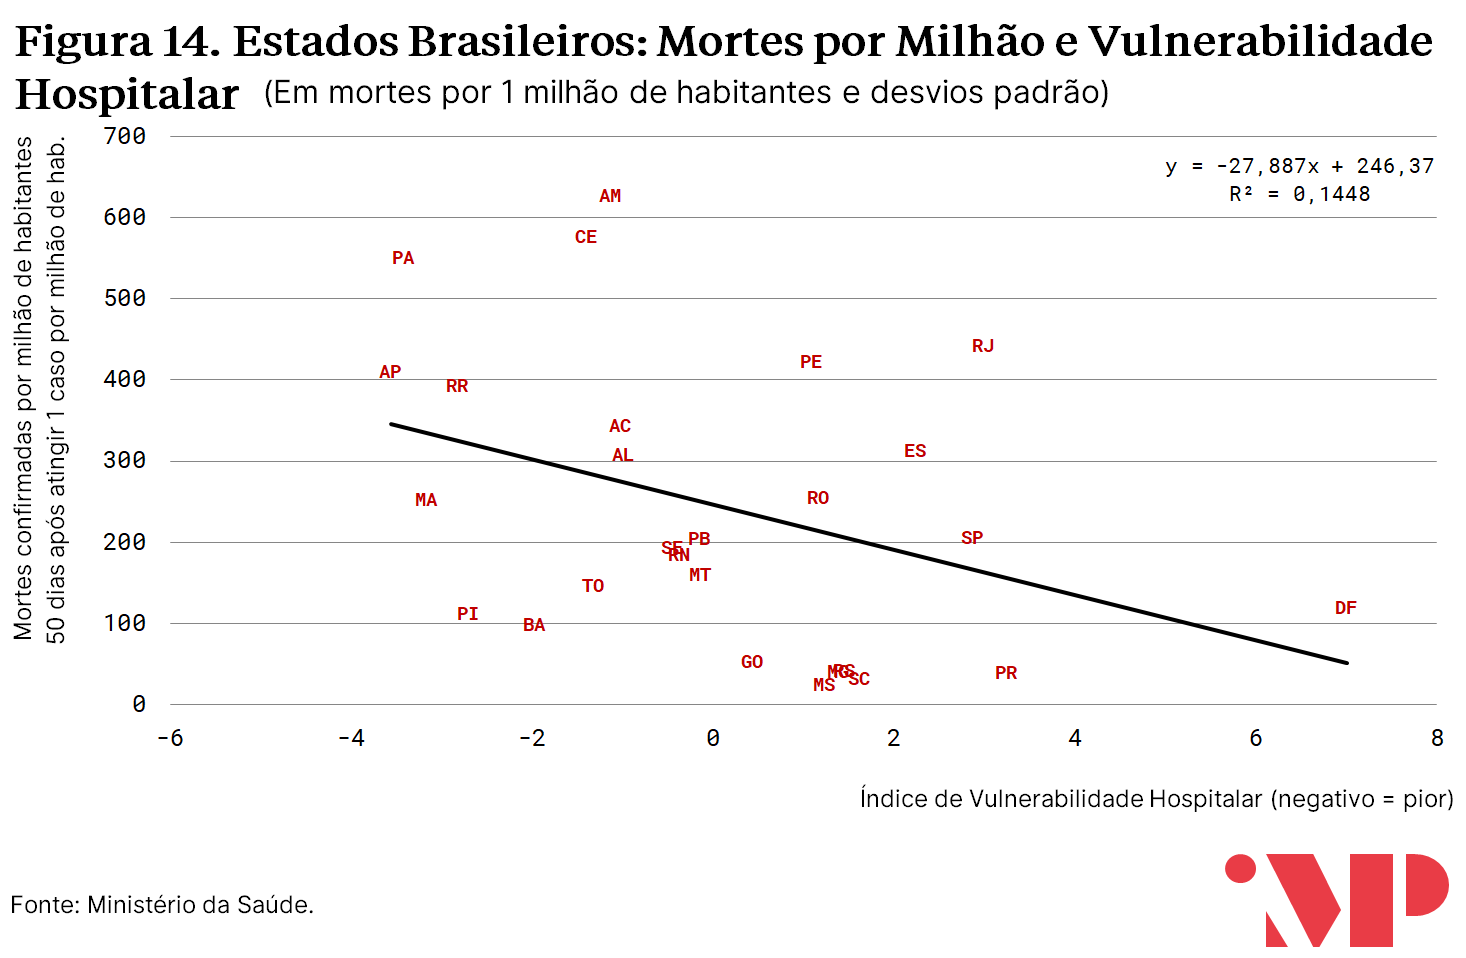 Figura 14. Estados Brasileiros: Mortes por Milhão e Vulnerabilidade
Hospitalar (Em mortes por 1 milhão de habitantes e desvios padrão)
Mortes confirmadas por milhão de habitantes
50 dias após atingir 1 caso por milhão de hab.
700
y = -27,887x + 246,37
R² = 0,1448
AM
600
CE
PA
500
RJ
PE
AP
400
RR
AC
ES
AL
300
MA
RO
PB
SP
200
SE
RN
MT
TO
DF
PI
100
BA
GO
MG
RS
PR
SC
MS
0
-6 -4 -2 0 2 4 6 8
Índice de Vulnerabilidade Hospitalar (negativo = pior)
iMP
Fonte: Ministério da Saúde.